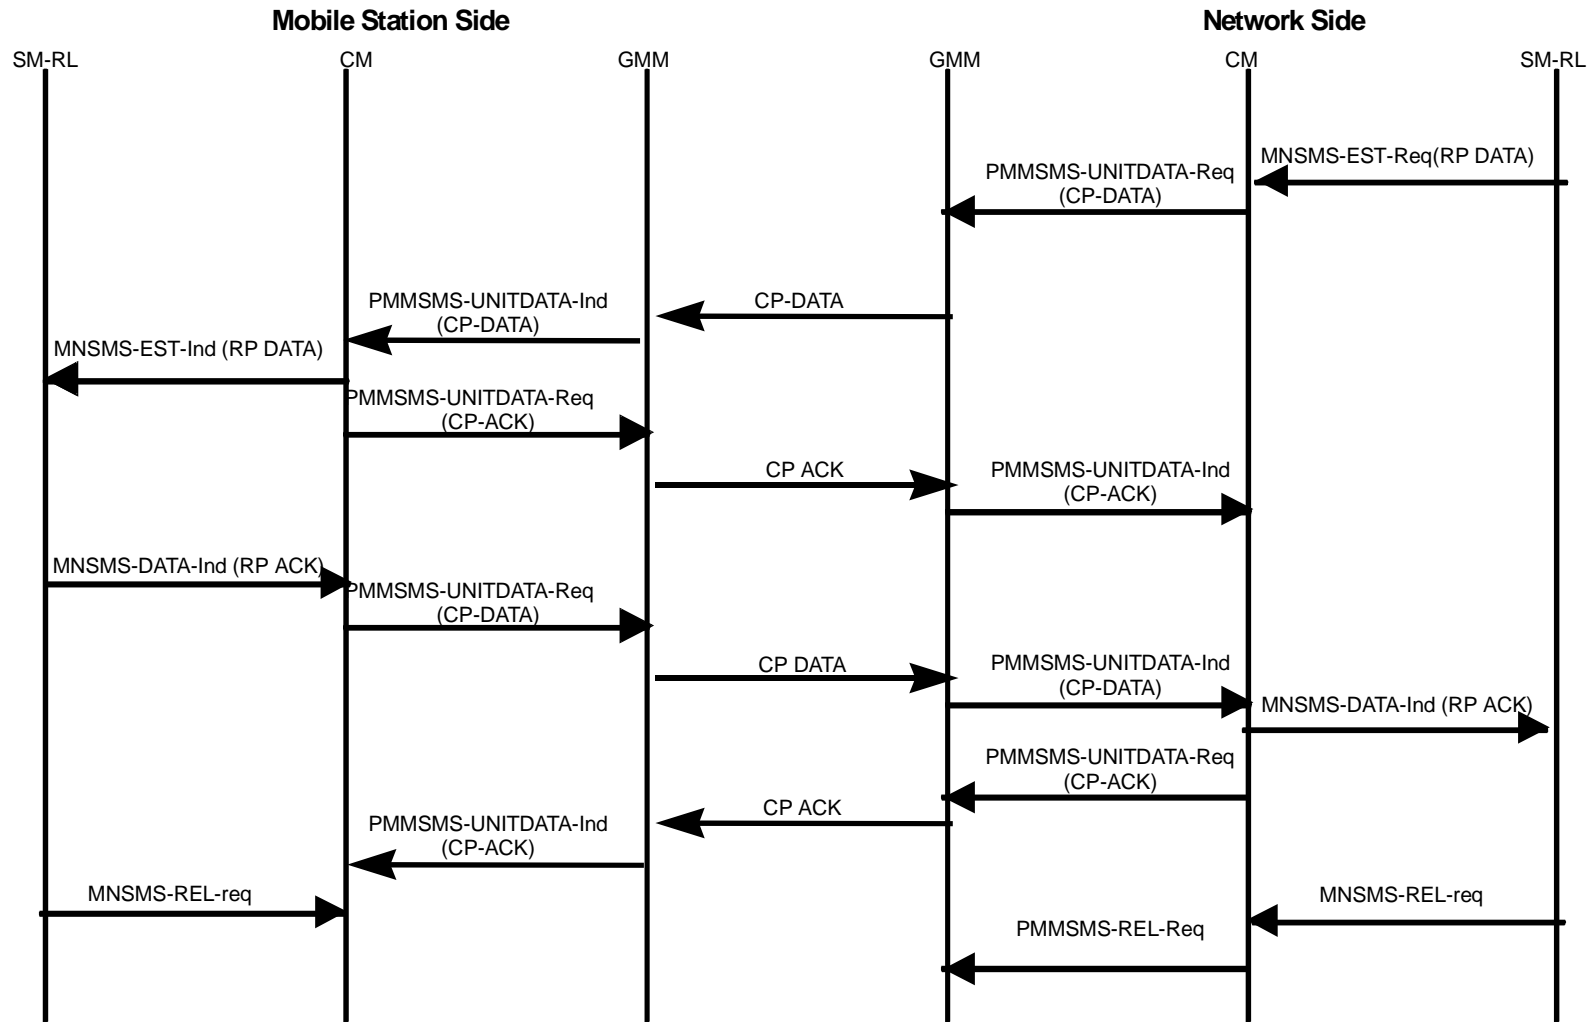 Mobile Station Side
Network Side
SM-RL
CM
GMM
GMM
CM
SM-RL
MNSMS-EST-Req(RP DATA)
PMMSMS-UNITDATA-Req
(CP-DATA)
CP-DATA
PMMSMS-UNITDATA-Ind
(CP-DATA)
MNSMS-EST-Ind (RP DATA)
PMMSMS-UNITDATA-Req
(CP-ACK)
CP ACK
PMMSMS-UNITDATA-Ind
(CP-ACK)
MNSMS-DATA-Ind (RP ACK)
PMMSMS-UNITDATA-Req
(CP-DATA)
CP DATA
PMMSMS-UNITDATA-Ind
(CP-DATA)
MNSMS-DATA-Ind (RP ACK)
PMMSMS-UNITDATA-Req
(CP-ACK)
CP ACK
PMMSMS-UNITDATA-Ind
(CP-ACK)
MNSMS-REL-req
MNSMS-REL-req
PMMSMS-REL-Req